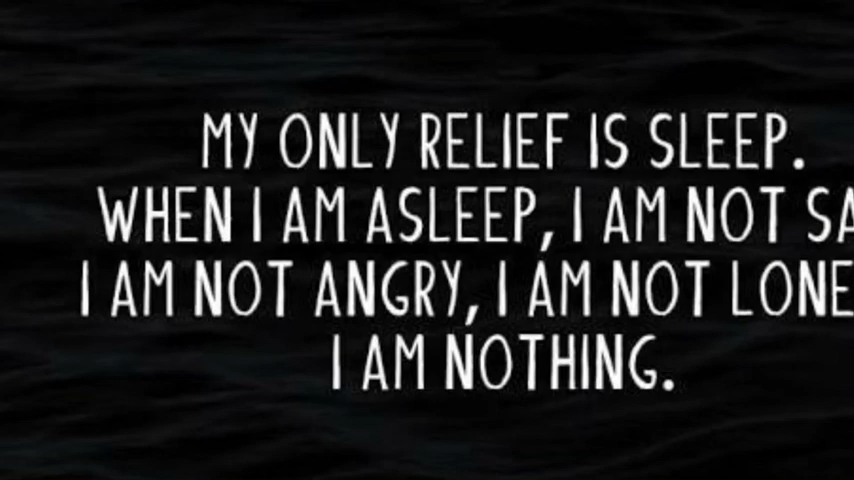 MY ONLY RELIEF IS SLEEP.
WHEN I AM ASLEEP, I AM NOT
I AM NOT ANGRY, I AM NOT
I AM NOTHING.